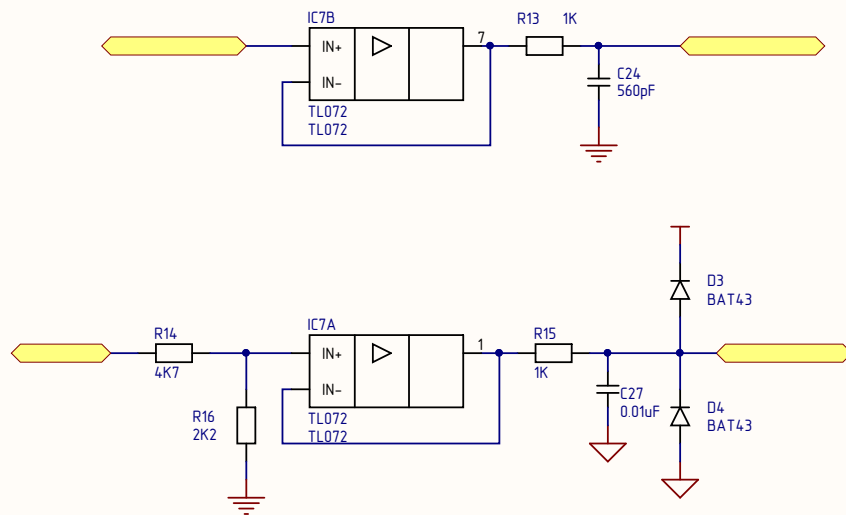 IC7B
IN+
IN-
7
TL072
TL072
R13 1K
C24
560pF
R14
4K7
R16
2K2
IC7A
IN+
IN-
1
TL072
TL072
R15
1K
C27
0.01uF
D3
BAT43
D4
BAT43